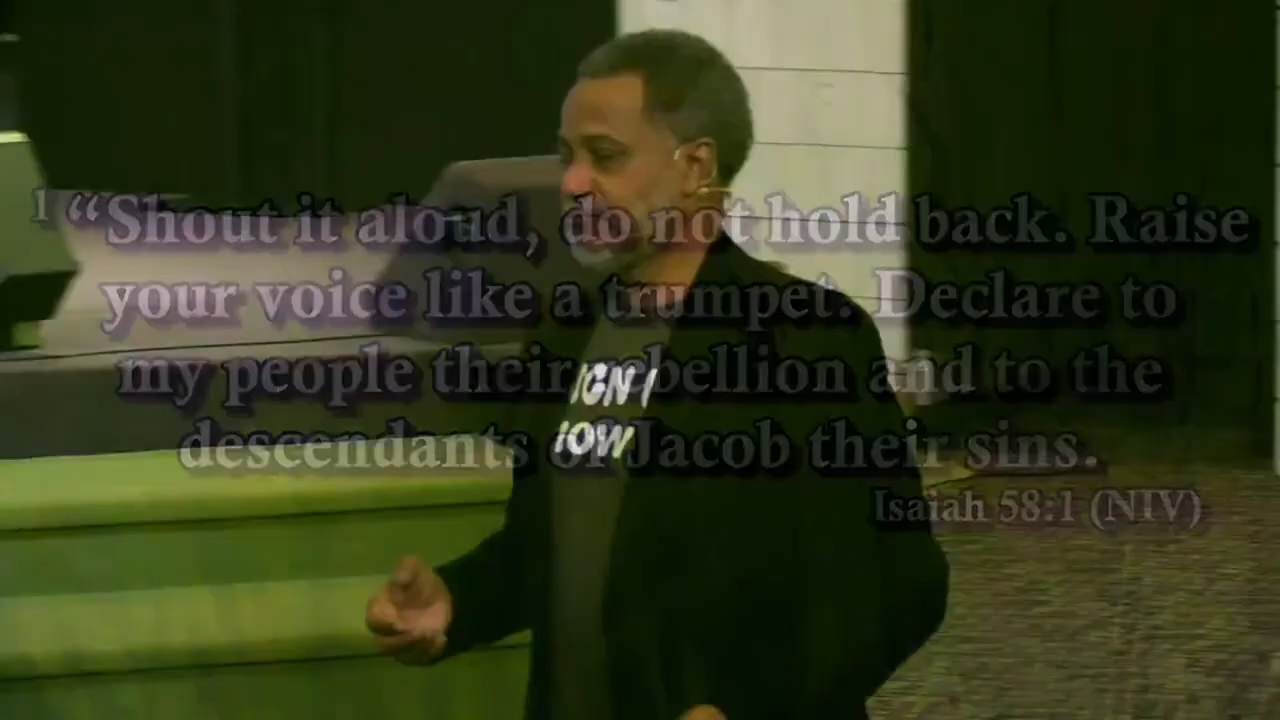 1 “Shout it aloud, do not hold back. Raise
your voice like a trumpet. Declare to
my people their rebellion and to the
descendants of Jacob their sins.
Isaiah 58:1 (NIV)
IGN I